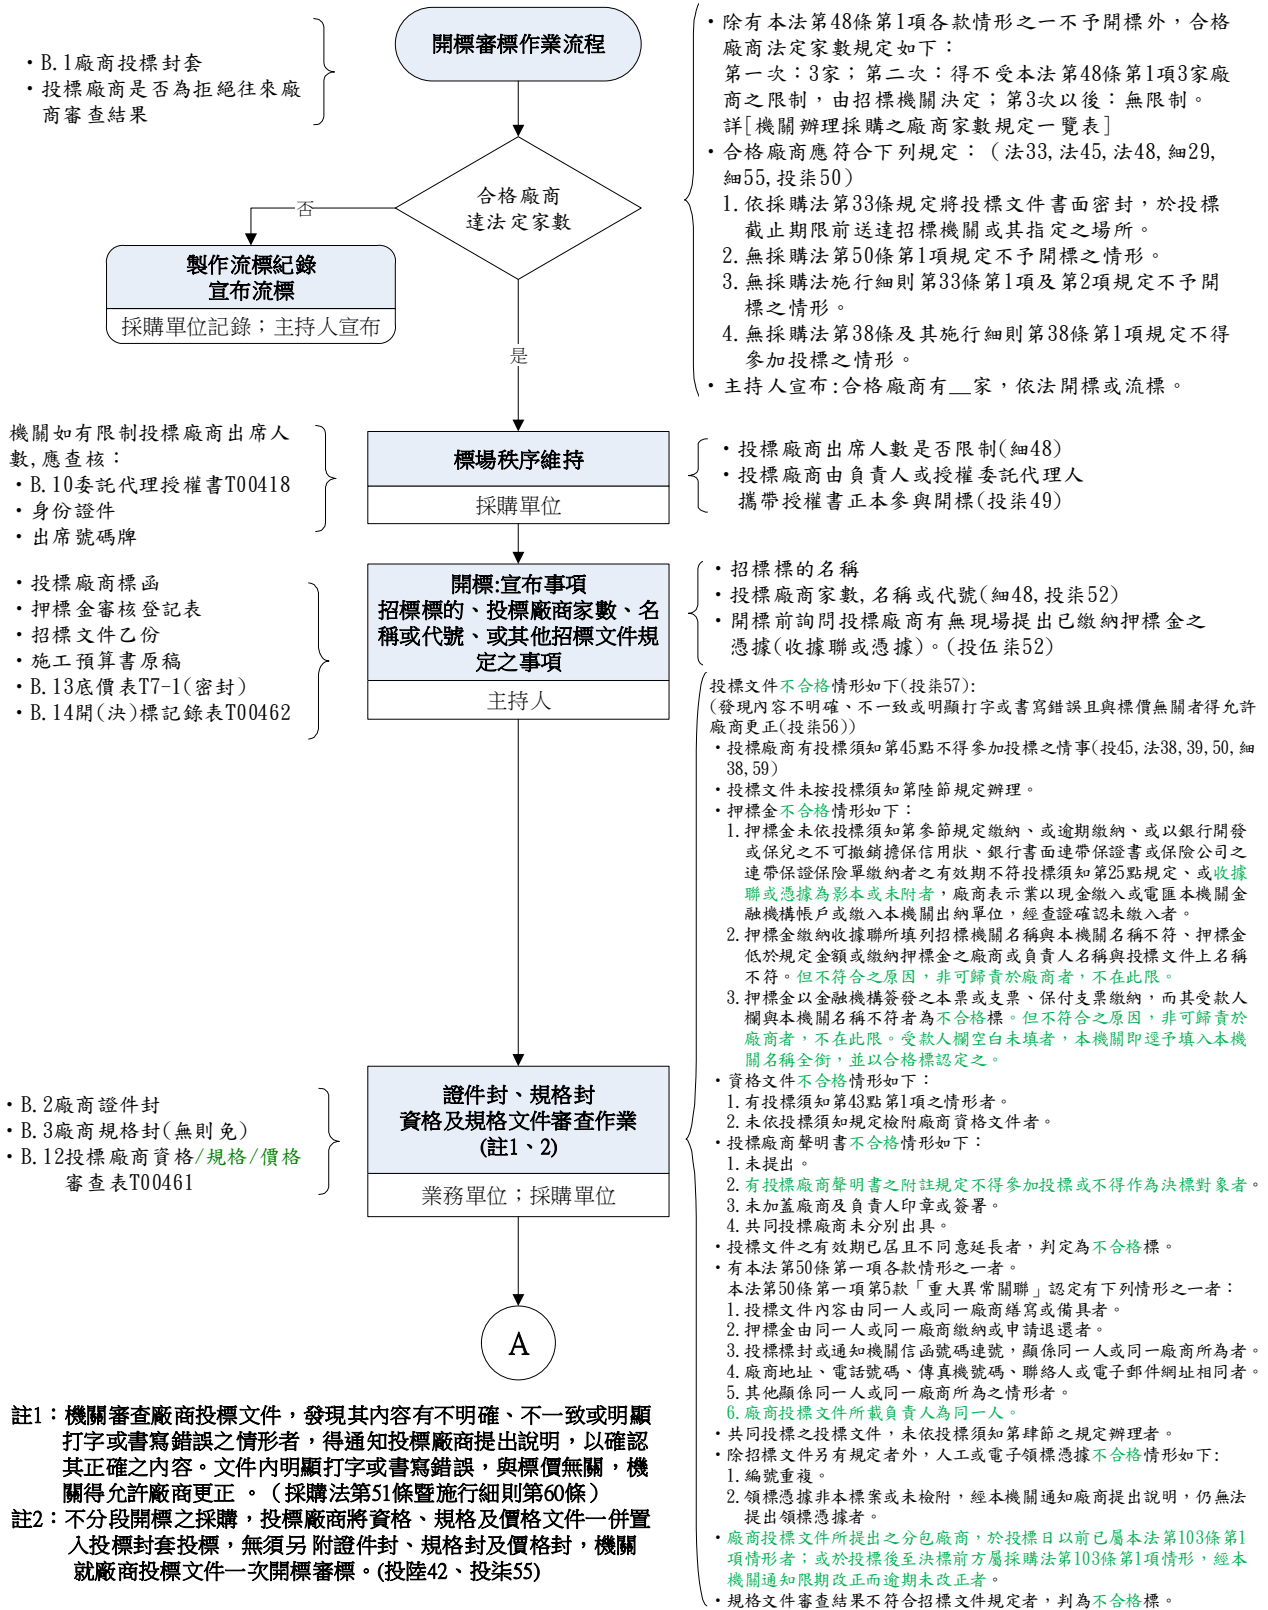 開標審標作業流程
・B.1廠商投標封套
・投標廠商是否為拒絕往來廠
商審查結果
・除有本法第48條第1項各款情形之一不予開標外，合格
廠商法定家數規定如下：
第一次：3家；第二次：得不受本法第48條第1項3家廠
商之限制，由招標機關決定；第3次以後：無限制。
詳[機關辦理採購之廠商家數規定一覽表]
・合格廠商應符合下列規定：（法33,法45,法48,細29,
細55,投柒50）
1.依採購法第33條規定將投標文件書面密封，於投標
截止期限前送達招標機關或其指定之場所。
2.無採購法第50條第1項規定不予開標之情形。
3.無採購法施行細則第33條第1項及第2項規定不予開
標之情形。
4.無採購法第38條及其施行細則第38條第1項規定不得
參加投標之情形。
・主持人宣布:合格廠商有__家，依法開標或流標。
合格廠商
達法定家數
否
製作流標紀錄
宣布流標
採購單位記錄；主持人宣布
是
機關如有限制投標廠商出席人
數,應查核：
・B.10委託代理授權書T00418
・身份證件
・出席號碼牌
標場秩序維持
採購單位
・投標廠商出席人數是否限制(細48)
・投標廠商由負責人或授權委託代理人
攜帶授權書正本參與開標(投柒49)
・投標廠商標函
・押標金審核登記表
・招標文件乙份
・施工預算書原稿
・B.13底價表T7-1(密封)
・B.14開(決)標記錄表T00462
開標:宣布事項
招標標的、投標廠商家數、名
稱或代號、或其他招標文件規
定之事項
主持人
・招標標的名稱
・投標廠商家數,名稱或代號(細48,投柒52)
・開標前詢問投標廠商有無現場提出已繳納押標金之
憑據(收據聯或憑據)。(投伍柒52)
投標文件不合格情形如下(投柒57):
(發現內容不明確、不一致或明顯打字或書寫錯誤且與標價無關者得允許
廠商更正(投柒56))
・投標廠商有投標須知第45點不得參加投標之情事(投45,法38,39,50,細
38,59)
・投標文件未按投標須知第陸節規定辦理。
・押標金不合格情形如下：
1.押標金未依投標須知第參節規定繳納、或逾期繳納、或以銀行開發
或保兌之不可撤銷擔保信用狀、銀行書面連帶保證書或保險公司之
連帶保證保險單繳納者之有效期不符投標須知第25點規定、或收據
聯或憑據為影本或未附者，廠商表示業以現金繳入或電匯本機關金
融機構帳戶或繳入本機關出納單位，經查證確認未繳入者。
2.押標金繳納收據聯所填列招標機關名稱與本機關名稱不符、押標金
低於規定金額或繳納押標金之廠商或負責人名稱與投標文件上名稱
不符。但不符合之原因，非可歸責於廠商者，不在此限。
3.押標金以金融機構簽發之本票或支票、保付支票繳納，而其受款人
欄與本機關名稱不符者為不合格標。但不符合之原因，非可歸責於
廠商者，不在此限。受款人欄空白未填者，本機關即逕予填入本機
關名稱全銜，並以合格標認定之。
・資格文件不合格情形如下：
1.有投標須知第43點第1項之情形者。
2.未依投標須知規定檢附廠商資格文件者。
・投標廠商聲明書不合格情形如下：
1.未提出。
2.有投標廠商聲明書之附註規定不得參加投標或不得作為決標對象者。
3.未加蓋廠商及負責人印章或簽署。
4.共同投標廠商未分別出具。
・投標文件之有效期已屆且不同意延長者，判定為不合格標。
・有本法第50條第一項各款情形之一者。
本法第50條第一項第5款「重大異常關聯」認定有下列情形之一者：
1.投標文件內容由同一人或同一廠商繕寫或備具者。
2.押標金由同一人或同一廠商繳納或申請退還者。
3.投標標封或通知機關信函號碼連號，顯係同一人或同一廠商所為者。
4.廠商地址、電話號碼、傳真機號碼、聯絡人或電子郵件網址相同者。
5.其他顯係同一人或同一廠商所為之情形者。
6.廠商投標文件所載負責人為同一人。
・共同投標之投標文件，未依投標須知第肆節之規定辦理者。
・除招標文件另有規定者外，人工或電子領標憑據不合格情形如下:
1.編號重複。
2.領標憑據非本標案或未檢附，經本機關通知廠商提出說明，仍無法
提出領標憑據者。
・廠商投標文件所提出之分包廠商，於投標日以前已屬本法第103條第1
項情形者；或於投標後至決標前方屬採購法第103條第1項情形，經本
機關通知限期改正而逾期未改正者。
・規格文件審查結果不符合招標文件規定者，判為不合格標。
・B.2廠商證件封
・B.3廠商規格封(無則免)
・B.12投標廠商資格/規格/價格
審查表T00461
證件封、規格封
資格及規格文件審查作業
(註1、2)
業務單位；採購單位
A
註1：機關審查廠商投標文件，發現其內容有不明確、不一致或明顯
打字或書寫錯誤之情形者，得通知投標廠商提出說明，以確認
其正確之內容。文件內明顯打字或書寫錯誤，與標價無關，機
關得允許廠商更正 。（採購法第51條暨施行細則第60條）
註2：不分段開標之採購，投標廠商將資格、規格及價格文件一併置
入投標封套投標，無須另 附證件封、規格封及價格封，機關
就廠商投標文件一次開標審標。(投陸42、投柒55)